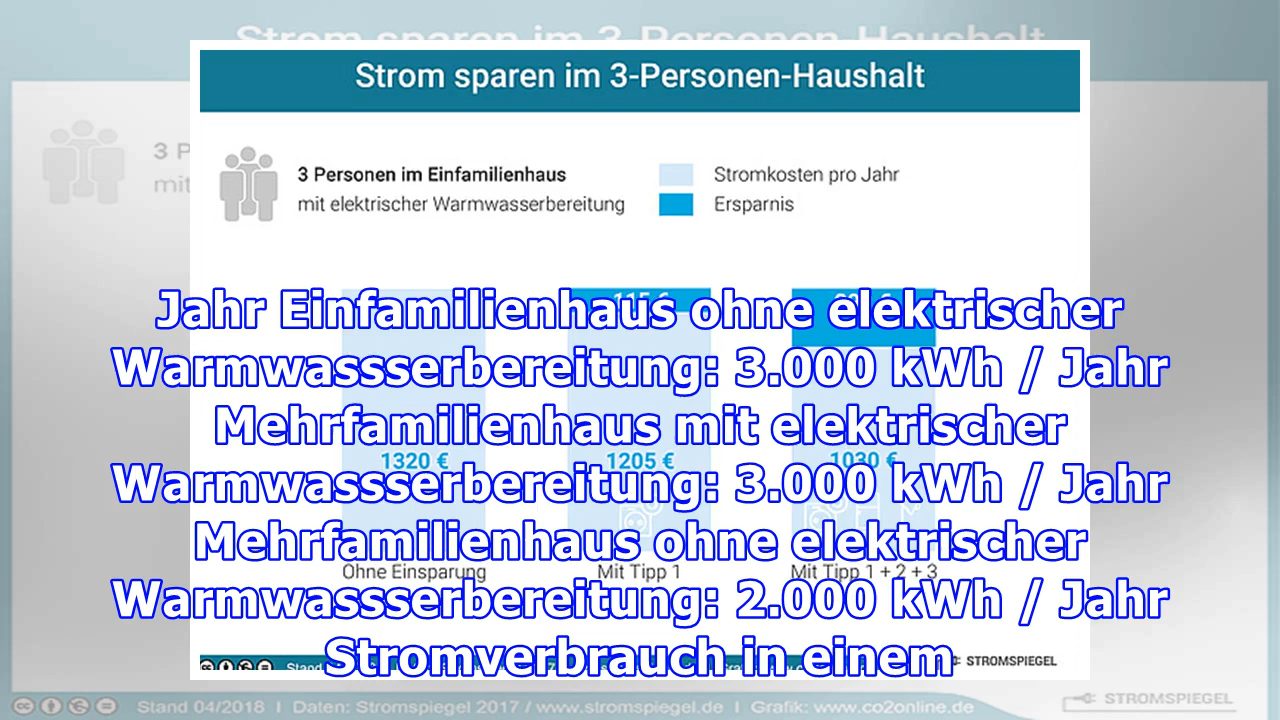 Strom sparen im 3-Personen-Haushalt
3 Personen im Einfamilienhaus
mit elektrischer Warmwasserbereitung
Stromkosten pro Jahr
Ersparnis
Jahr Einfamilienhaus ohne elektrischer
Warmwassserbereitung: 3.000 kWh / Jahr
Mehrfamilienhaus mit elektrischer
1320 € 1205 € 1030 €
Warmwassserbereitung: 3.000 kWh / Jahr
Mehrfamilienhaus ohne elektrischer
Ohne Einsparung Mit Tipp 1 Mit Tipp 1 + 2 + 3
Warmwassserbereitung: 2.000 kWh / Jahr
Stromverbrauch in einem
STROMSPIEGEL
Stand 04/2018 I Daten: Stromspiegel 2017 / www.stromspiegel.de I Grafik: www.co2online.de
STROMSPIEGEL